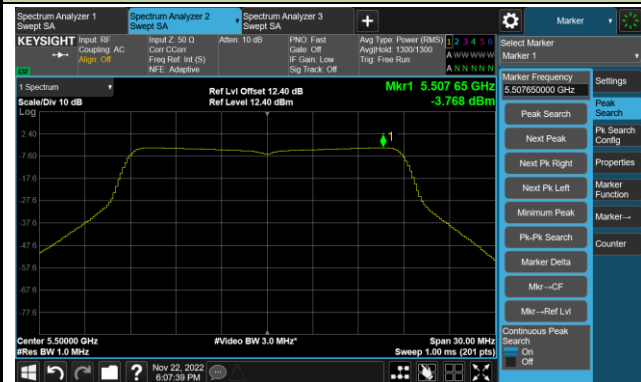 Spectrum Analyzer 1
Swept SA
Spectrum Analyzer 2
Swept SA
Spectrum Analyzer 3
Swept SA
Marker
KEYSIGHT
Input: RF
Coupling: AC
Align: Off
Input Z: 50 Ω
Corr CCorr
Freq Ref: Int (S)
NFE: Adaptive
Atten: 10 dB
PNO: Fast
Gate: Off
IF Gain: Low
Sig Track: Off
Avg Type: Power (RMS)
Avg|Hold: 1300/1300
Trig: Free Run
1 2 3 4 5 6
A W W W W W
A N N N N N
LVI
Select Marker
Marker 1
1 Spectrum
Scale/Div 10 dB
Log
Ref Lvl Offset 12.40 dB
Ref Level 12.40 dBm
Mkr1 5.507 65 GHz
-3.768 dBm
1
2.40
-7.60
-17.6
-27.6
-37.6
-47.6
-57.6
-67.6
-77.6
Center 5.50000 GHz
#Res BW 1.0 MHz
#Video BW 3.0 MHz*
Span 30.00 MHz
Sweep 1.00 ms (201 pts)
Marker Frequency
5.507650000 GHz
Peak Search
Next Peak
Next Pk Right
Next Pk Left
Minimum Peak
Pk-Pk Search
Marker Delta
Mkr→CF
Mkr→Ref Lvl
Continuous Peak
Search
On
Off
Settings
Peak
Search
Pk Search
Config
Properties
Marker
Function
Marker→
Counter
Nov 22, 2022
6:07:39 PM